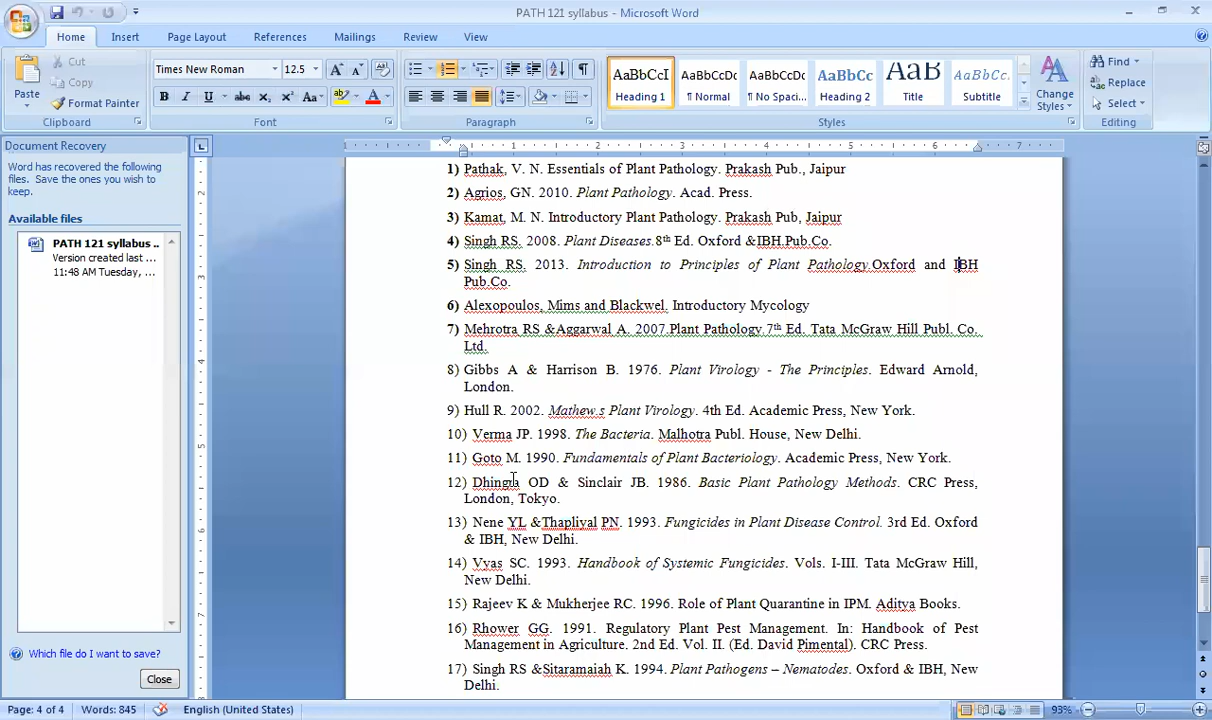 PATH 121 syllabus - Microsoft Word
Home Insert Page Layout References Mailings Review View
Paste
Cut
Copy
Format Painter
Clipboard
Times New Roman 12.5
B I U abc x₂ x² Aa
Font
Paragraph
AaBbCcI
Heading 1
AaBbCcDc
¶ Normal
AaBbCcDc
¶ No Spaci...
AaBbCc
Heading 2
AaB
Title
AaBbCc.
Subtitle
Change Styles
Styles
Find
Replace
Select
Editing
Document Recovery
Word has recovered the following
files. Save the ones you wish to
keep.
Available files
PATH 121 syllabus ..
Version created last ...
11:48 AM Tuesday, ...
Which file do I want to save?
Close
1) Pathak, V. N. Essentials of Plant Pathology. Prakash Pub., Jaipur
2) Agrios, GN. 2010. Plant Pathology. Acad. Press.
3) Kamat, M. N. Introductory Plant Pathology. Prakash Pub, Jaipur
4) Singh RS. 2008. Plant Diseases.8th Ed. Oxford &IBH.Pub.Co.
5) Singh RS. 2013. Introduction to Principles of Plant Pathology.Oxford and IBH
Pub.Co.
6) Alexopoulos, Mims and Blackwel. Introductory Mycology
7) Mehrotra RS &Aggarwal A. 2007.Plant Pathology.7th Ed. Tata McGraw Hill Publ. Co.
Ltd.
8) Gibbs A & Harrison B. 1976. Plant Virology - The Principles. Edward Arnold,
London.
9) Hull R. 2002. Mathew.s Plant Virology. 4th Ed. Academic Press, New York.
10) Verma JP. 1998. The Bacteria. Malhotra Publ. House, New Delhi.
11) Goto M. 1990. Fundamentals of Plant Bacteriology. Academic Press, New York.
12) Dhingra OD & Sinclair JB. 1986. Basic Plant Pathology Methods. CRC Press,
London, Tokyo.
13) Nene YL &Thapliyal PN. 1993. Fungicides in Plant Disease Control. 3rd Ed. Oxford
& IBH, New Delhi.
14) Vyas SC. 1993. Handbook of Systemic Fungicides. Vols. I-III. Tata McGraw Hill,
New Delhi.
15) Rajeev K & Mukherjee RC. 1996. Role of Plant Quarantine in IPM. Aditya Books.
16) Rhower GG. 1991. Regulatory Plant Pest Management. In: Handbook of Pest
Management in Agriculture. 2nd Ed. Vol. II. (Ed. David Pimental). CRC Press.
17) Singh RS &Sitaramaiah K. 1994. Plant Pathogens – Nematodes. Oxford & IBH, New
Delhi.
Page: 4 of 4 Words: 845 English (United States) 93%